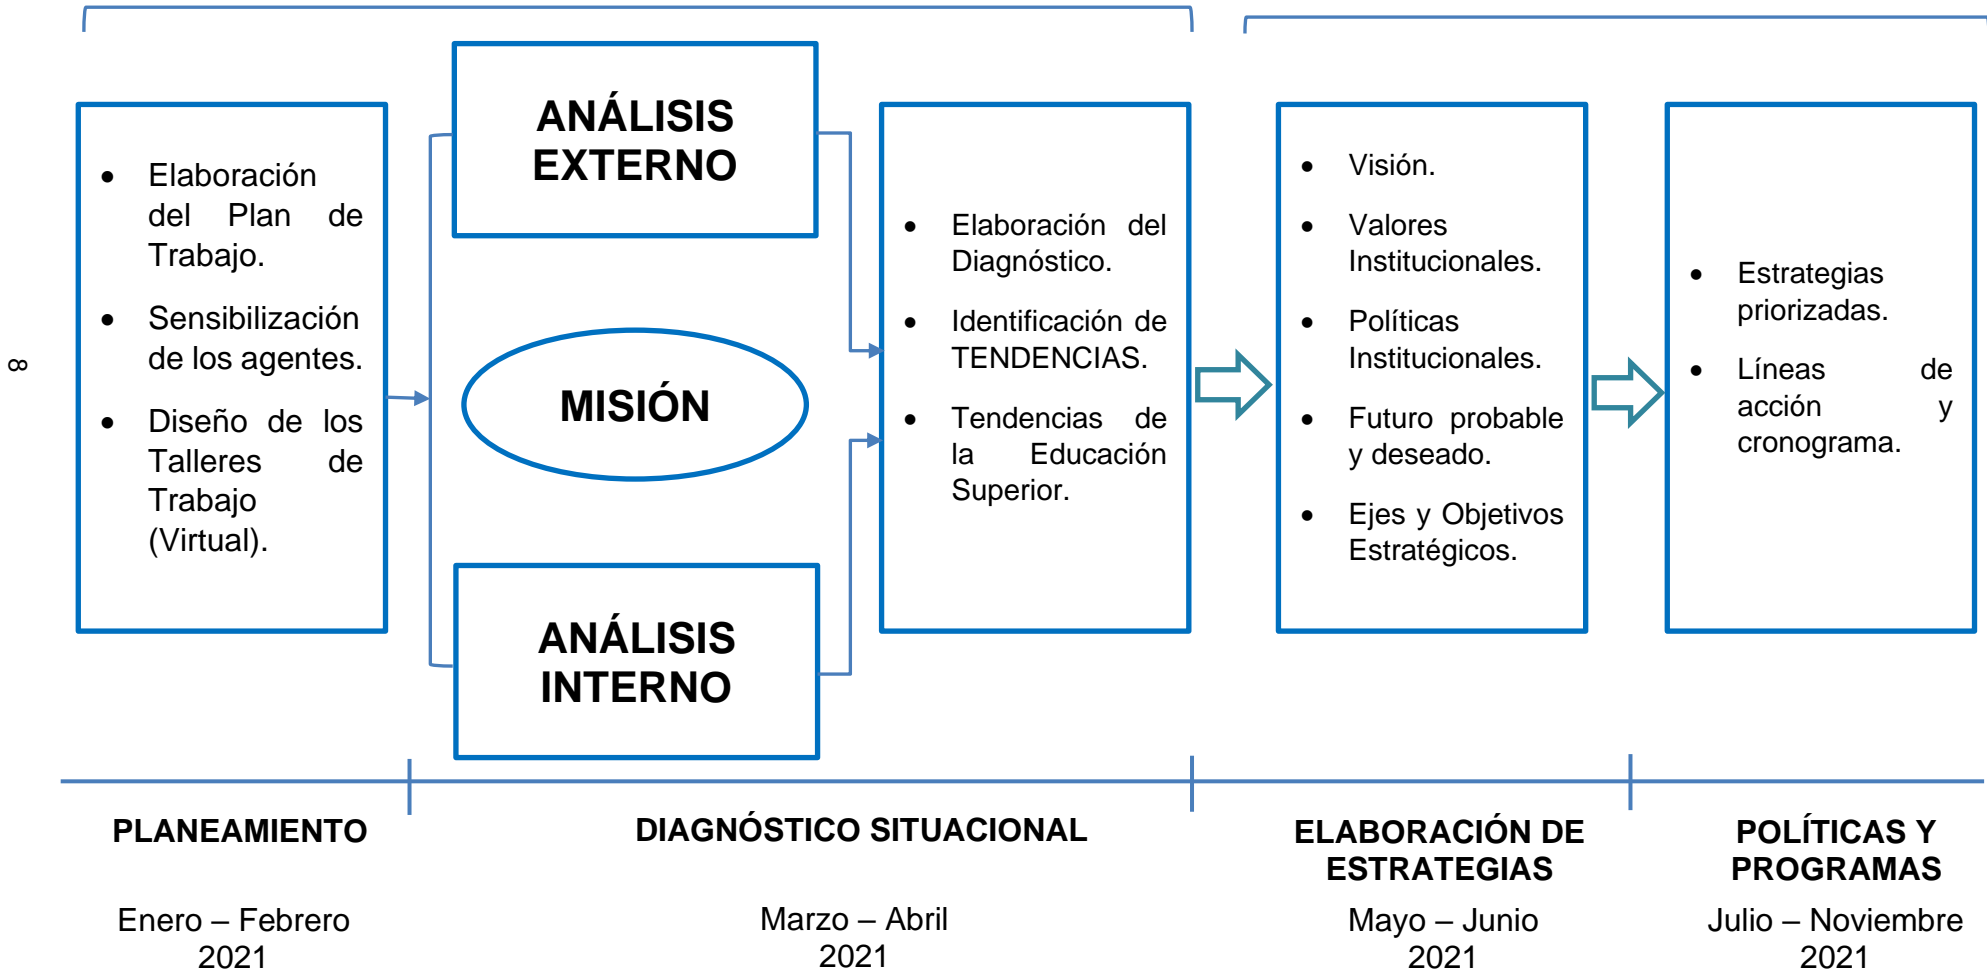 8
• Elaboración
del Plan de
Trabajo.
• Sensibilización
de los agentes.
• Diseño de los
Talleres de
Trabajo
(Virtual).
ANÁLISIS
EXTERNO
MISIÓN
ANÁLISIS
INTERNO
• Elaboración del
Diagnóstico.
• Identificación de
TENDENCIAS.
• Tendencias de
la Educación
Superior.
• Visión.
• Valores
Institucionales.
• Políticas
Institucionales.
• Futuro probable
y deseado.
• Ejes y Objetivos
Estratégicos.
• Estrategias
priorizadas.
• Líneas de
acción y
cronograma.
PLANEAMIENTO
Enero – Febrero
2021
DIAGNÓSTICO SITUACIONAL
Marzo – Abril
2021
ELABORACIÓN DE
ESTRATEGIAS
Mayo – Junio
2021
POLÍTICAS Y
PROGRAMAS
Julio – Noviembre
2021